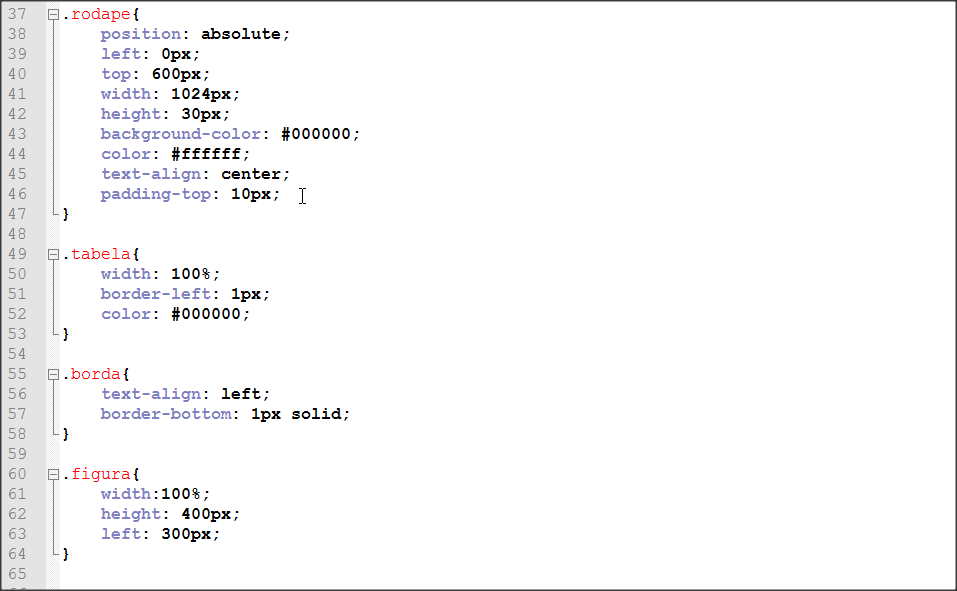 37 .rodape{
38 position: absolute;
39 left: 0px;
40 top: 600px;
41 width: 1024px;
42 height: 30px;
43 background-color: #000000;
44 color: #ffffff;
45 text-align: center;
46 padding-top: 10px;
47 }
48
49 .tabela{
50 width: 100%;
51 border-left: 1px;
52 color: #000000;
53 }
54
55 .borda{
56 text-align: left;
57 border-bottom: 1px solid;
58 }
59
60 .figura{
61 width:100%;
62 height: 400px;
63 left: 300px;
64 }
65